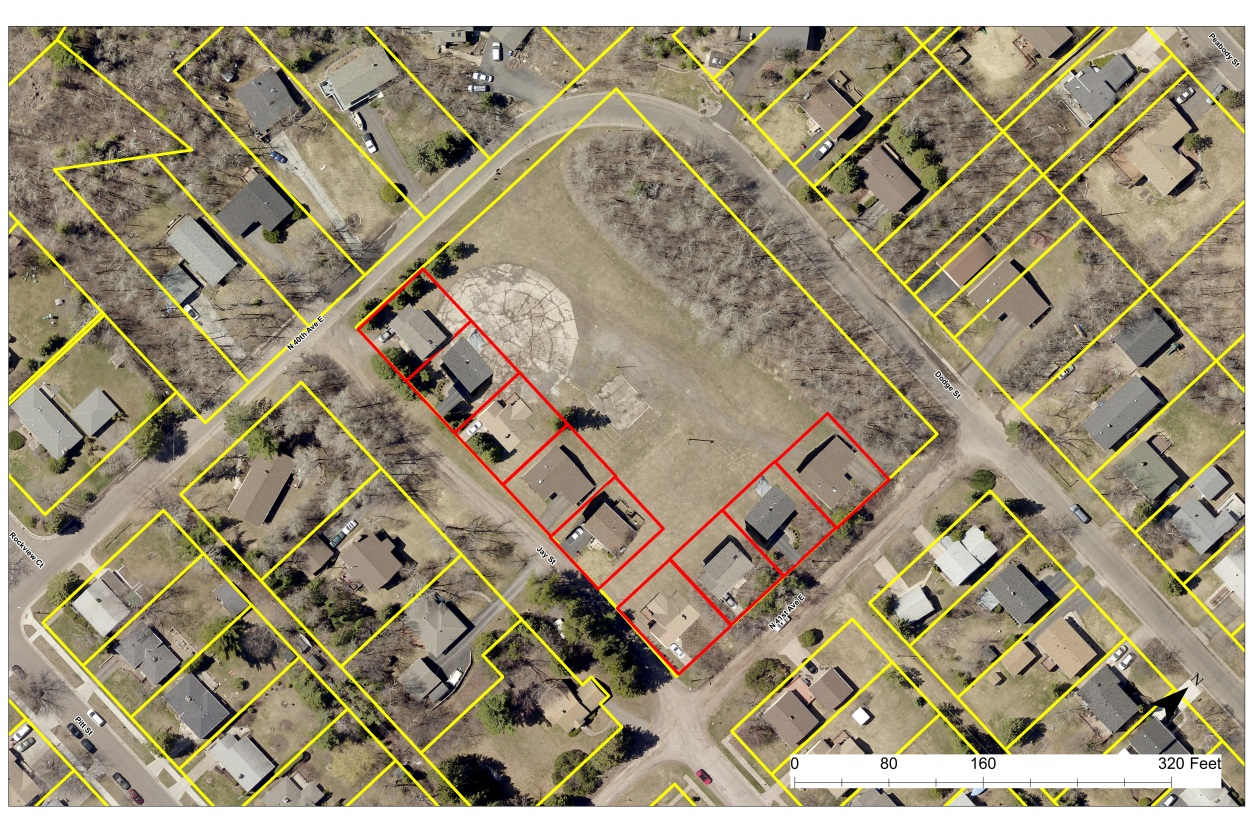 Peabody St
N 40th Ave E
Dodge St
Rockview Ct
Jay St
N 41st Ave E
N
Pitt St
0 80 160 320 Feet